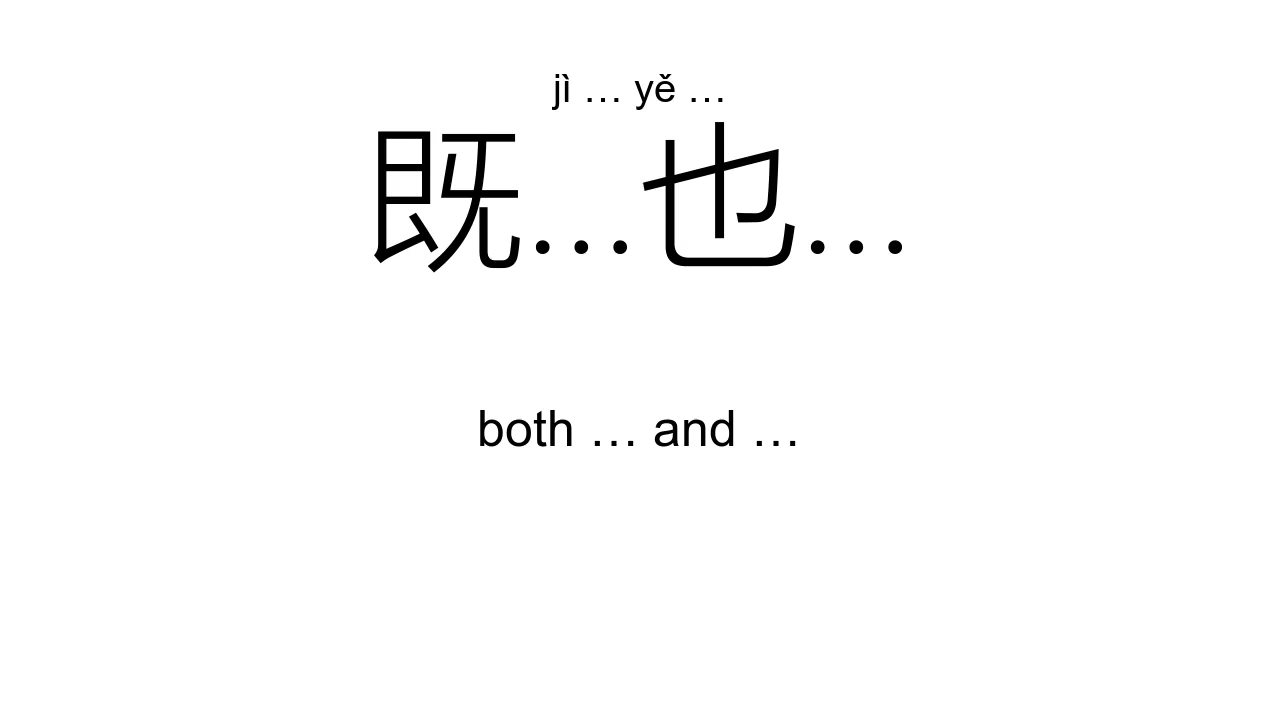 jì … yě …
既…也…
both … and …